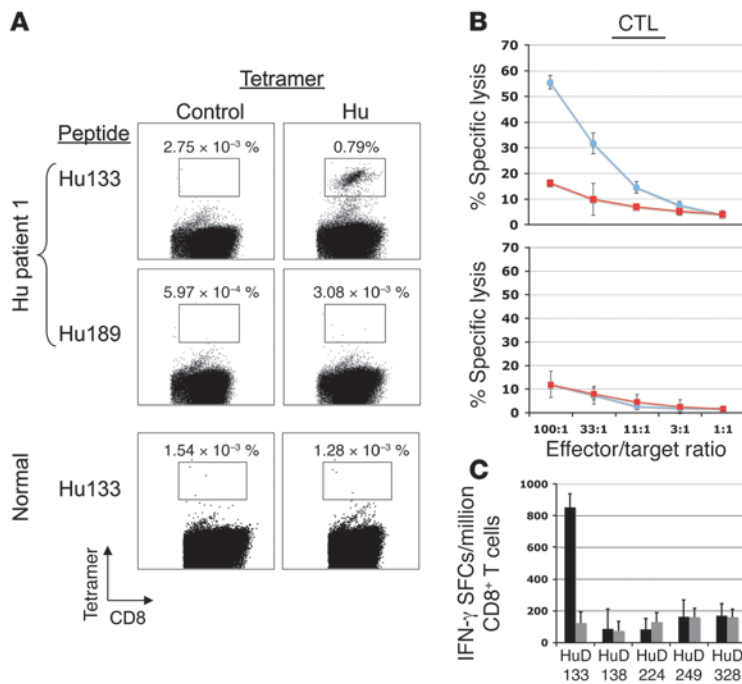 A
Tetramer
Control Hu
Peptide
Hu patient 1
Hu133
2.75 × 10⁻³ %
0.79%
Hu189
5.97 × 10⁻⁴ %
3.08 × 10⁻³ %
Normal
Hu133
1.54 × 10⁻³ %
1.28 × 10⁻³ %
Tetramer
CD8
B
CTL
% Specific lysis
70
60
50
40
30
20
10
0
% Specific lysis
70
60
50
40
30
20
10
0
100:1 33:1 11:1 3:1 1:1
Effector/target ratio
C
IFN-γ SFCs/million
CD8⁺ T cells
1000
800
600
400
200
0
HuD HuD HuD HuD HuD
133 138 224 249 328